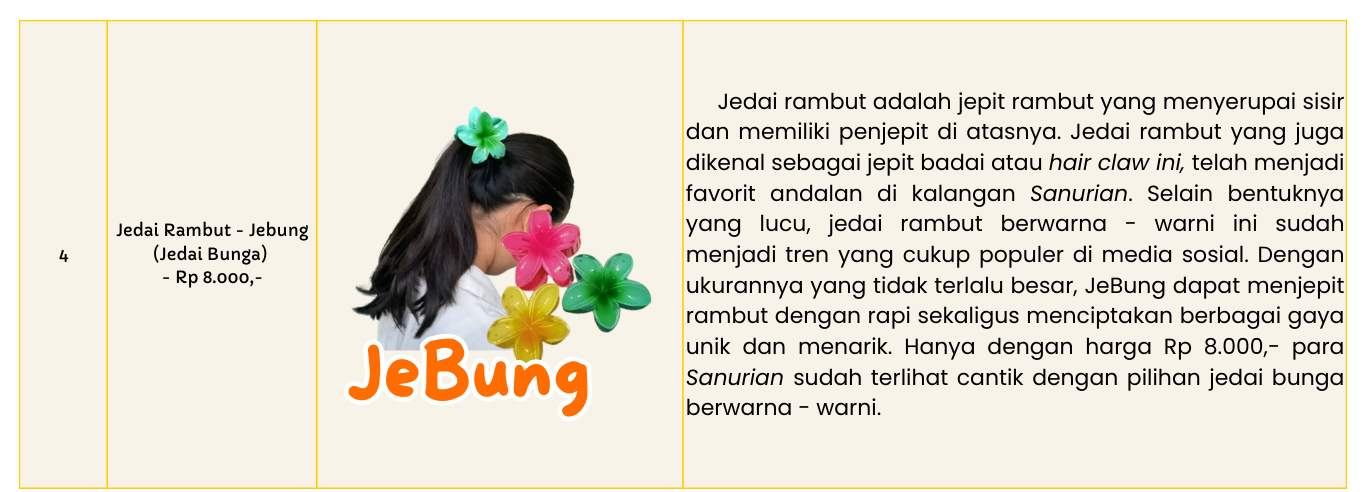 4
Jedai Rambut - Jebung
(Jedai Bunga)
- Rp 8.000,-
JeBung
Jedai rambut adalah jepit rambut yang menyerupai sisir
dan memiliki penjepit di atasnya. Jedai rambut yang juga
dikenal sebagai jepit badai atau hair claw ini, telah menjadi
favorit andalan di kalangan Sanurian. Selain bentuknya
yang lucu, jedai rambut berwarna - warni ini sudah
menjadi tren yang cukup populer di media sosial. Dengan
ukurannya yang tidak terlalu besar, JeBung dapat menjepit
rambut dengan rapi sekaligus menciptakan berbagai gaya
unik dan menarik. Hanya dengan harga Rp 8.000,- para
Sanurian sudah terlihat cantik dengan pilihan jedai bunga
berwarna - warni.